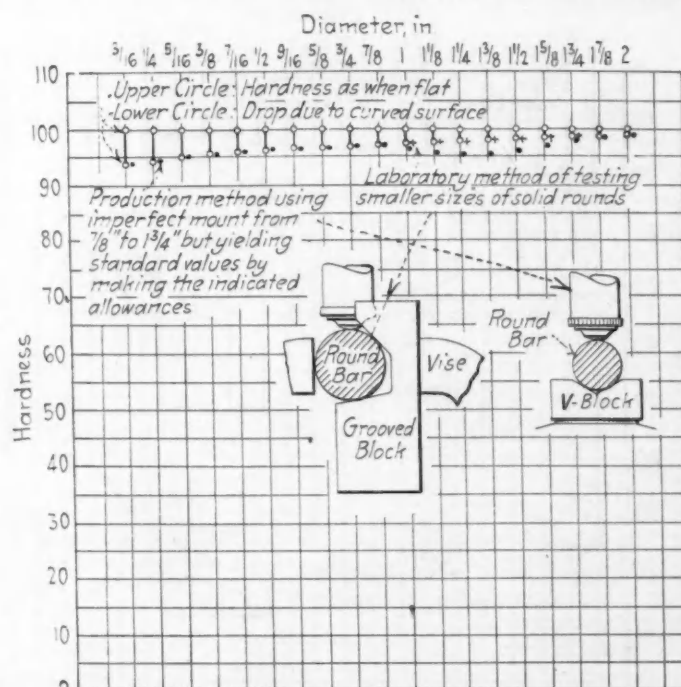 Diameter, in
3/16 1/4 5/16 3/8 7/16 1/2 9/16 5/8 3/4 7/8 1 1 1/8 1 1/4 1 3/8 1 1/2 1 5/8 1 3/4 1 7/8 2
110
Upper Circle: Hardness as when flat
Lower Circle: Drop due to curved surface
100
90
Laboratory method of testing
smaller sizes of solid rounds
Production method using
imperfect mount from
7/8" to 1 3/4" but yielding
standard values by
making the indicated
allowances
80
70
60
50
40
30
20
10
0
Hardness
Round
Bar
Vise
Grooved
Block
Round
Bar
V-Block